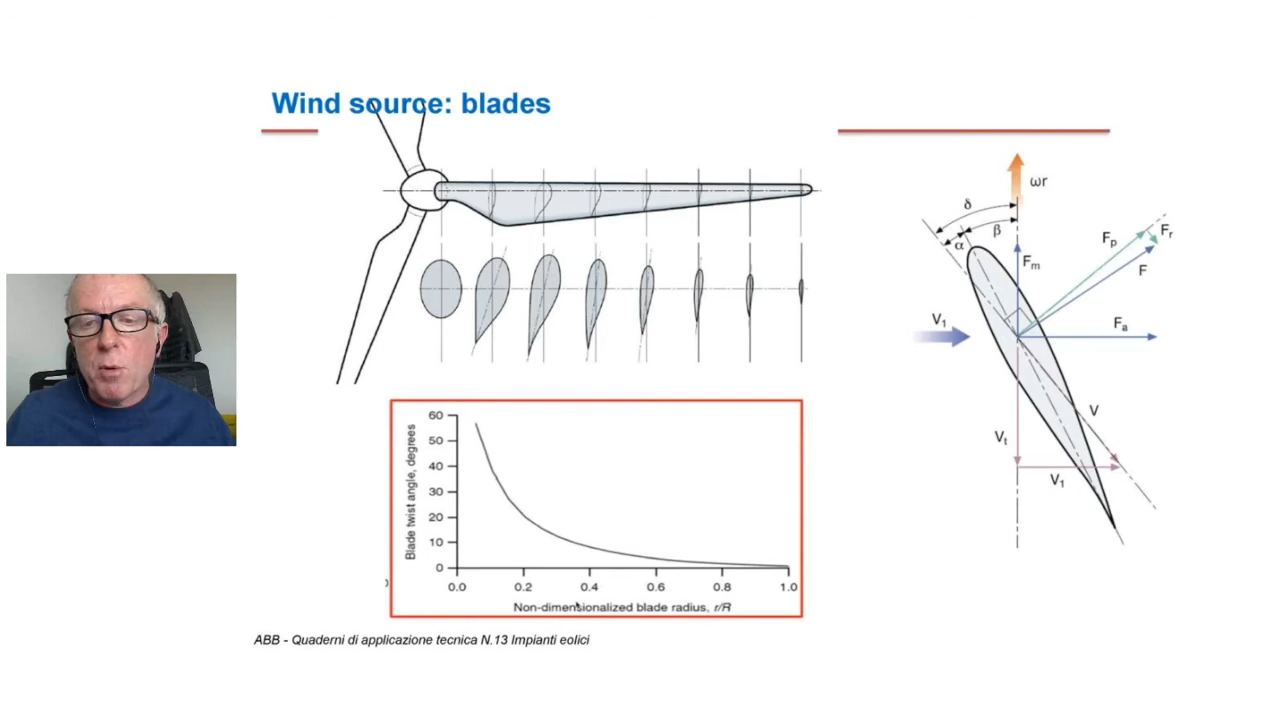 Wind source: blades
ωr
δ
β
α
Fm
Fp
Fr
F
Fa
V1
V
Vt
V1
Blade twist angle, degrees
60
50
40
30
20
10
0
0.0 0.2 0.4 0.6 0.8 1.0
Non-dimensionalized blade radius, r/R
ABB - Quaderni di applicazione tecnica N.13 Impianti eolici